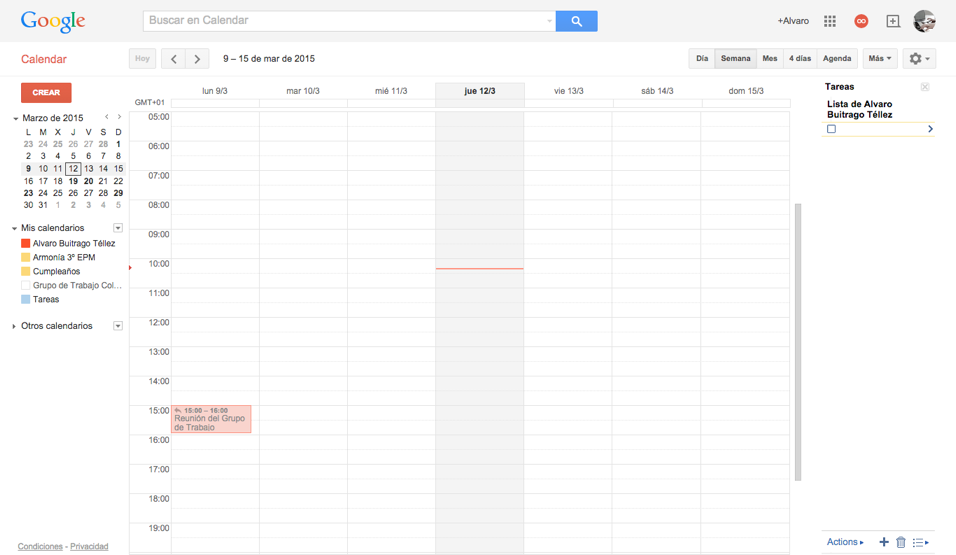 Google
Buscar en Calendar
+Alvaro
Calendar
Hoy
9 – 15 de mar de 2015
Día
Semana
Mes
4 días
Agenda
Más
CREAR
Marzo de 2015
L M X J V S D
23 24 25 26 27 28 1
2 3 4 5 6 7 8
9 10 11 12 13 14 15
16 17 18 19 20 21 22
23 24 25 26 27 28 29
30 31 1 2 3 4 5
Mis calendarios
Alvaro Buitrago Téllez
Armonía 3º EPM
Cumpleaños
Grupo de Trabajo Col...
Tareas
Otros calendarios
Condiciones - Privacidad
lun 9/3
mar 10/3
mié 11/3
jue 12/3
vie 13/3
sáb 14/3
dom 15/3
GMT+01
05:00
06:00
07:00
08:00
09:00
10:00
11:00
12:00
13:00
14:00
15:00
15:00 – 16:00
Reunión del Grupo
de Trabajo
16:00
17:00
18:00
19:00
Tareas
Lista de Alvaro
Buitrago Téllez
Actions